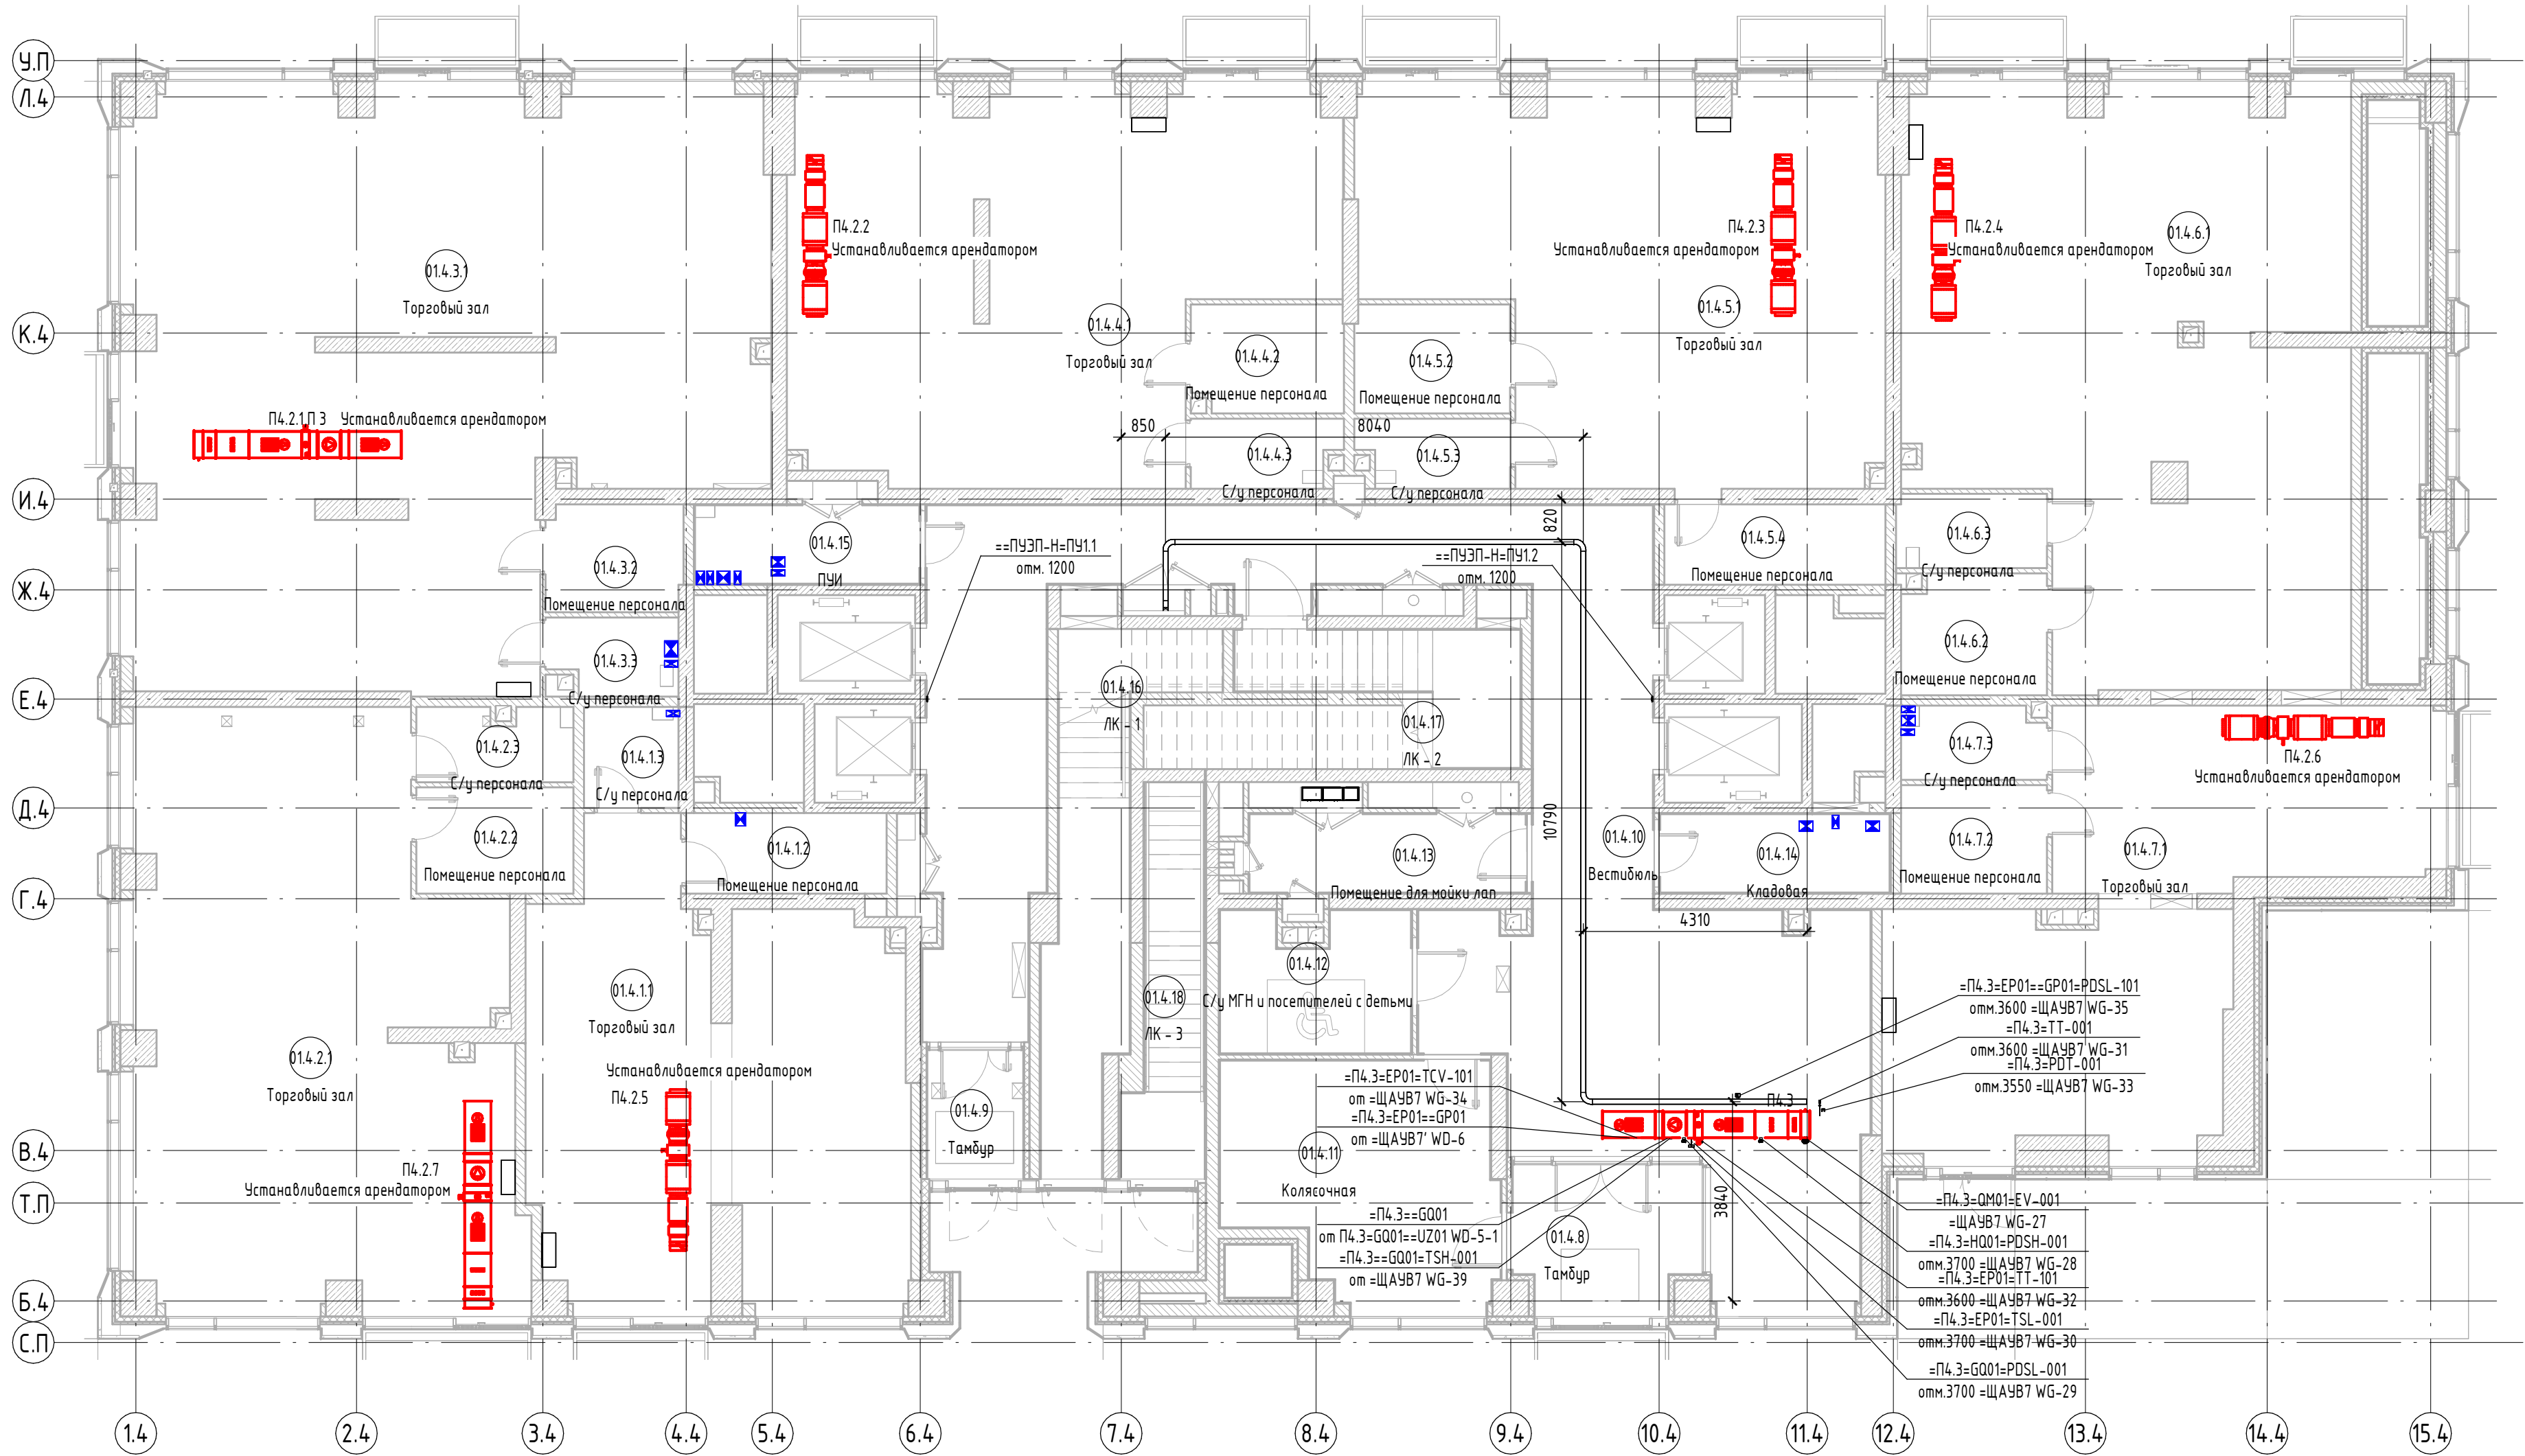 У.П
Л.4
К.4
И.4
Ж.4
Е.4
Д.4
Г.4
В.4
Т.П
Б.4
С.П
П4.2.2
Устанавливается арендатором
П4.2.3
Устанавливается арендатором
П4.2.4
Устанавливается арендатором
01.4.6.1
Торговый зал
01.4.3.1
Торговый зал
01.4.4.1
Торговый зал
01.4.5.1
Торговый зал
01.4.4.2
Помещение персонала
01.4.5.2
Помещение персонала
П4.2.1.П 3 Устанавливается арендатором
850
8040
01.4.4.3
С/у персонала
01.4.5.3
С/у персонала
820
01.4.15
ПУИ
==ПУЭП-Н=ПУ1.1
отм. 1200
==ПУЭП-Н=ПУ1.2
отм. 1200
01.4.5.4
Помещение персонала
01.4.6.3
С/у персонала
01.4.3.2
Помещение персонала
01.4.3.3
С/у персонала
01.4.6.2
Помещение персонала
01.4.16
ЛК - 1
01.4.17
ЛК - 2
01.4.2.3
С/у персонала
01.4.1.3
С/у персонала
01.4.7.3
С/у персонала
П4.2.6
Устанавливается арендатором
01.4.2.2
Помещение персонала
01.4.1.2
Помещение персонала
01.4.13
Помещение для мойки лап
10790
01.4.10
Вестибюль
01.4.14
Кладовая
01.4.7.2
Помещение персонала
01.4.7.1
Торговый зал
4310
01.4.12
С/у МГН и посетителей с детьми
01.4.18
ЛК - 3
01.4.1.1
Торговый зал
01.4.2.1
Торговый зал
Устанавливается арендатором
П4.2.5
=П4.3=EP01==GP01=PDSL-101
отм.3600 =ЩАУВ7 WG-35
=П4.3=TT-001
отм.3600 =ЩАУВ7 WG-31
=П4.3=PDT-001
отм.3550 =ЩАУВ7 WG-33
=П4.3=EP01=TCV-101
от =ЩАУВ7 WG-34
=П4.3=EP01==GP01
от =ЩАУВ7' WD-6
П4.3
01.4.9
Тамбур
01.4.11
Колясочная
П4.2.7
Устанавливается арендатором
3840
=П4.3==GQ01
от П4.3=GQ01==UZ01 WD-5-1
=П4.3==GQ01=TSH-001
от =ЩАУВ7 WG-39
01.4.8
Тамбур
=П4.3=QM01=EV-001
=ЩАУВ7 WG-27
=П4.3=HQ01=PDSH-001
отм.3700 =ЩАУВ7 WG-28
=П4.3=EP01=TT-101
отм.3600 =ЩАУВ7 WG-32
=П4.3=EP01=TSL-001
отм.3700 =ЩАУВ7 WG-30
=П4.3=GQ01=PDSL-001
отм.3700 =ЩАУВ7 WG-29
1.4
2.4
3.4
4.4
5.4
6.4
7.4
8.4
9.4
10.4
11.4
12.4
13.4
14.4
15.4